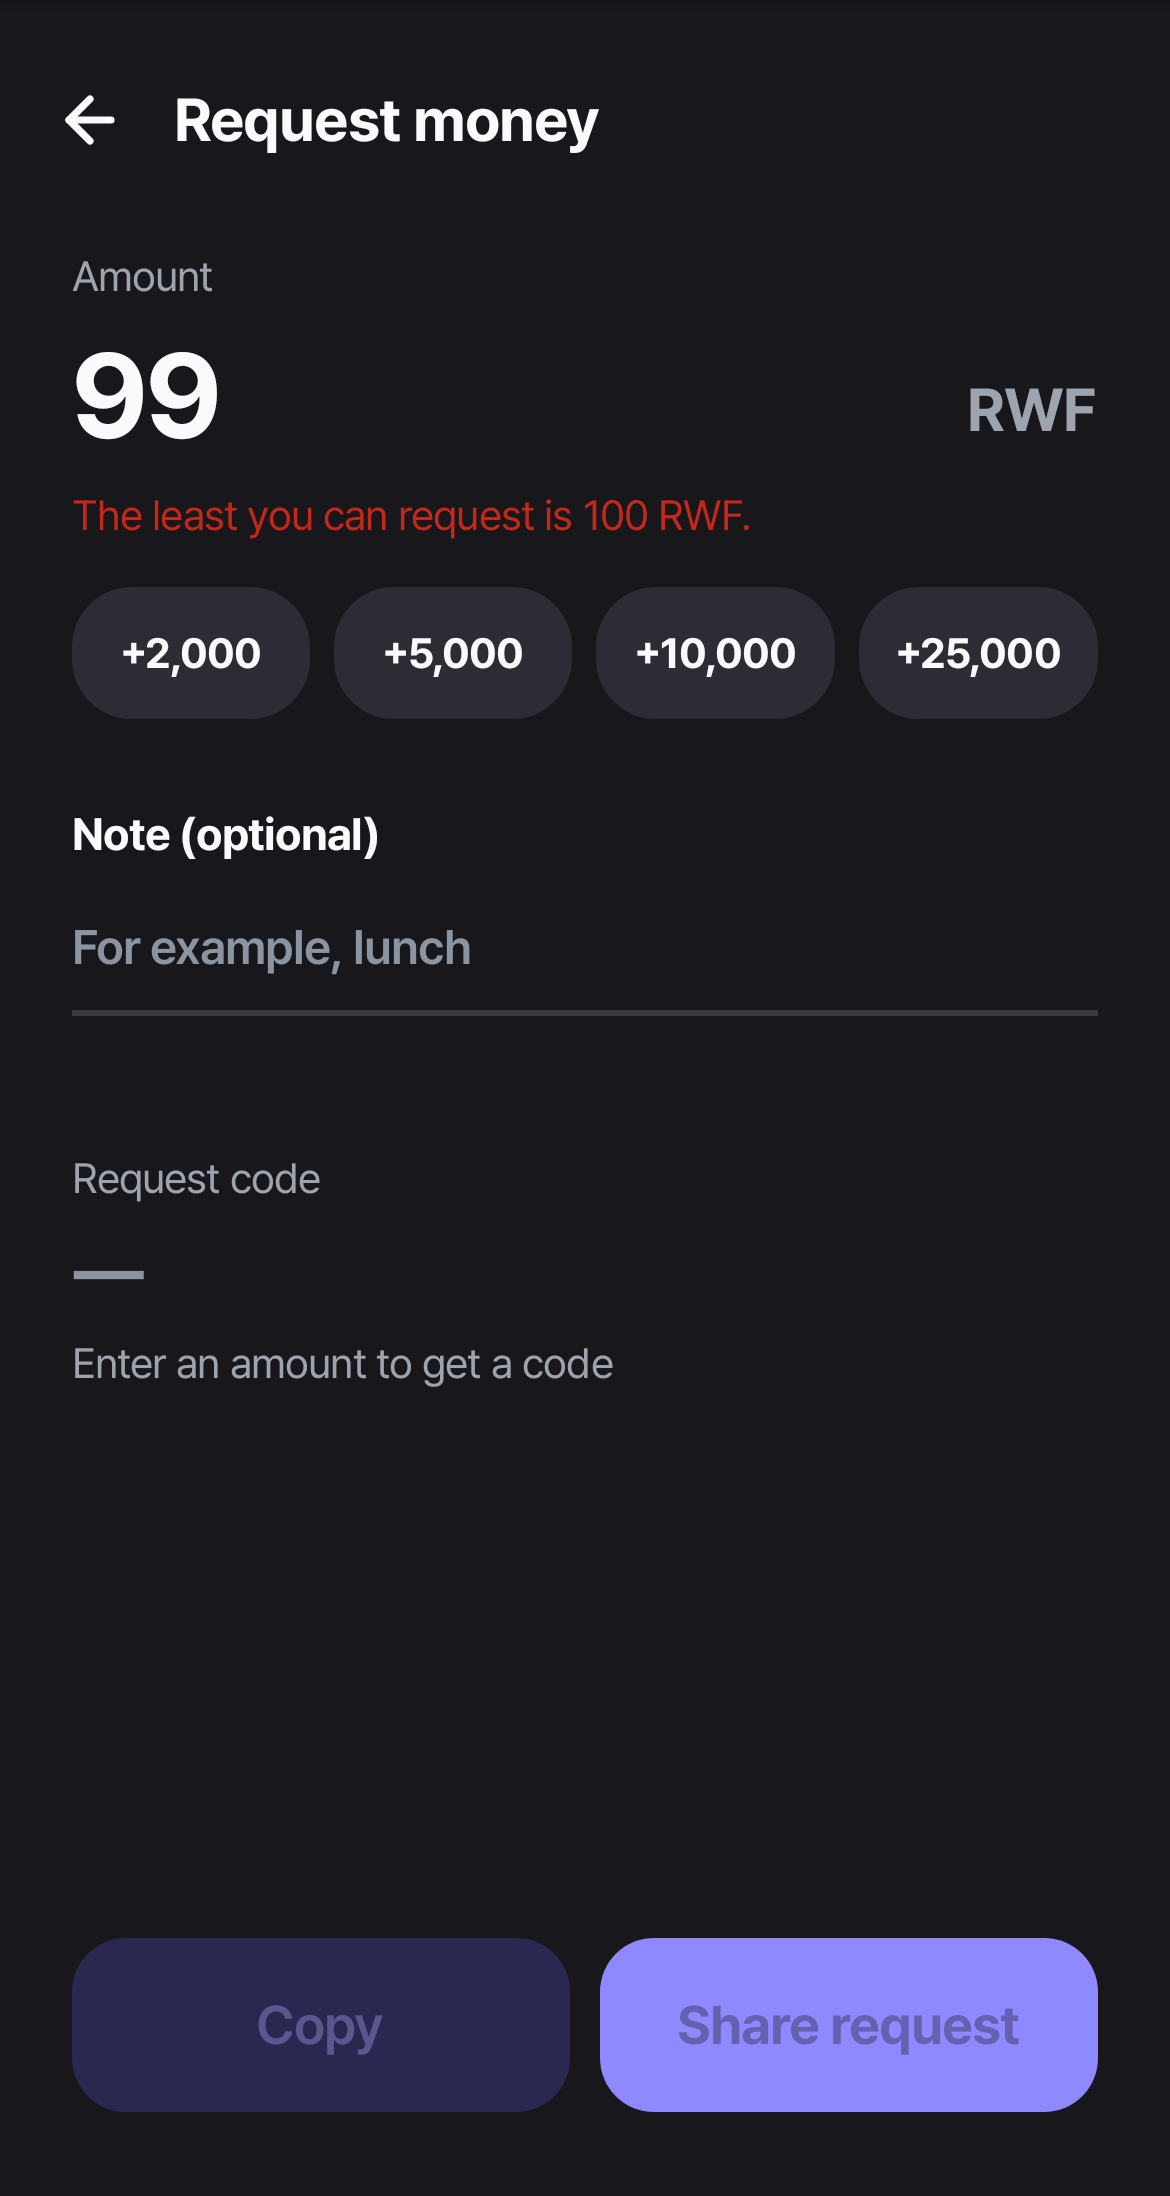 Request money
Amount
99 RWF
The least you can request is 100 RWF.
+2,000 +5,000 +10,000 +25,000
Note (optional)
For example, lunch
Request code
—
Enter an amount to get a code
Copy Share request